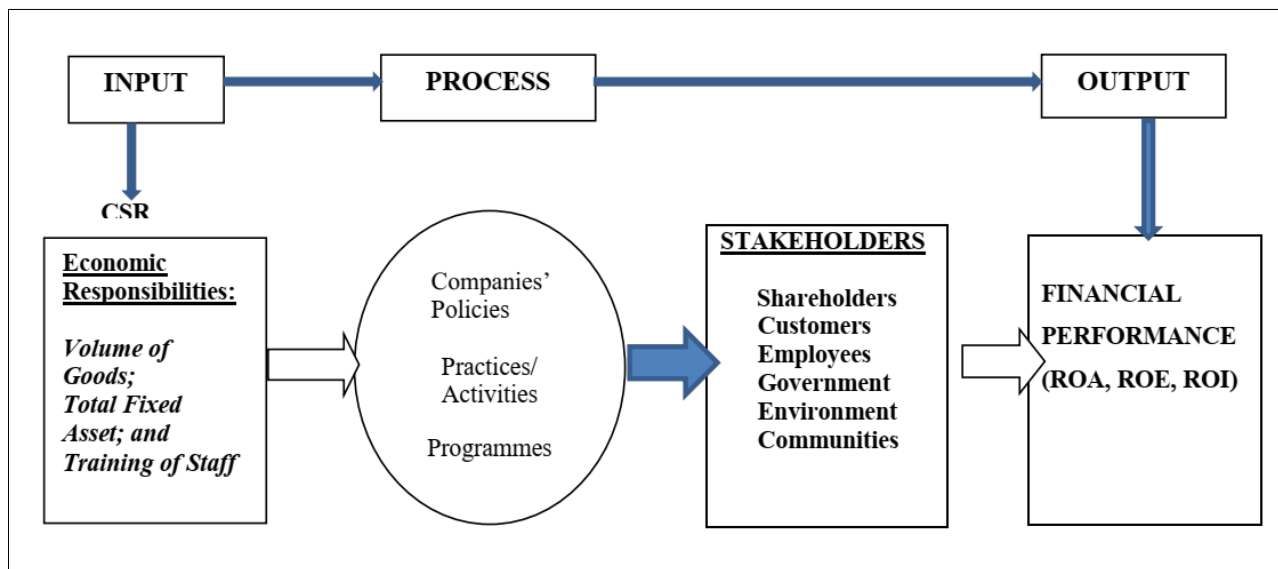 INPUT
PROCESS
OUTPUT
CSR
Economic
Responsibilities:
Volume of
Goods;
Total Fixed
Asset; and
Training of Staff
Companies’
Policies
Practices/
Activities
Programmes
STAKEHOLDERS
Shareholders
Customers
Employees
Government
Environment
Communities
FINANCIAL
PERFORMANCE
(ROA, ROE, ROI)